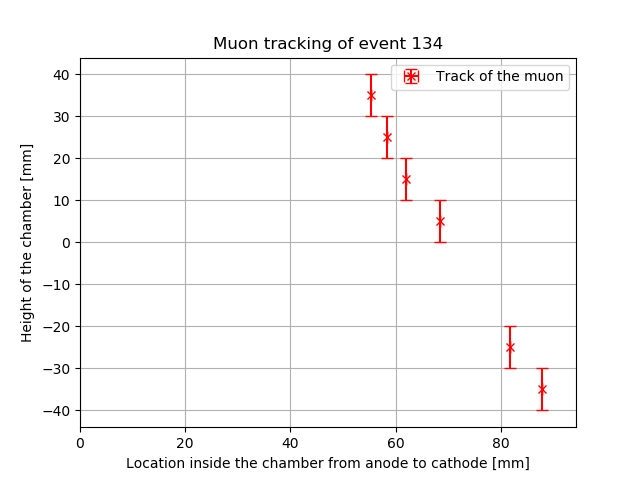 Muon tracking of event 134
Track of the muon
Height of the chamber [mm]
40
30
20
10
0
−10
−20
−30
−40
0 20 40 60 80
Location inside the chamber from anode to cathode [mm]